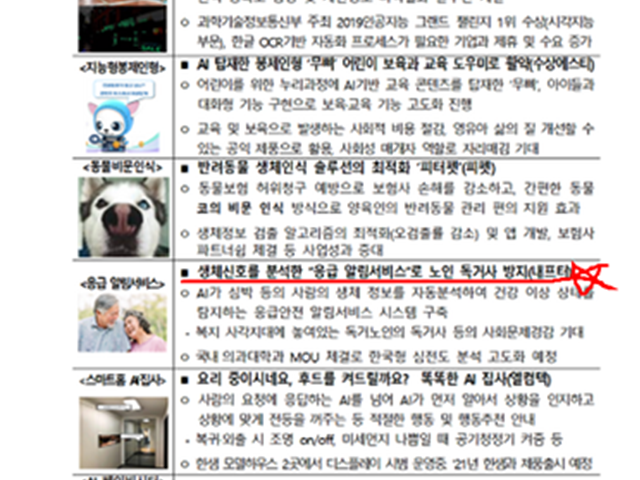 ○ 과학기술정보통신부 주최 2019인공지능 그랜드 챌린지 1위 수상(시각지능
부문), 한글 OCR기반 자동화 프로세스가 필요한 기업과 제휴 및 수요 증가
<지능형봉제인형>
■ AI 탑재한 봉제인형 '무빠' 어린이 보육과 교육 도우미로 활약(수상에스티)
○ 어린이를 위한 누리과정에 AI기반 교육 콘텐츠를 탑재한 '무빠', 아이들과
대화형 기능 구현으로 보육·교육 기능 고도화 진행
○ 교육 및 보육으로 발생하는 사회적 비용 절감, 영유아 삶의 질 개선할 수
있는 공익 제품으로 활용, 사회성 매개자 역할로 자리매김 기대
<동물비문인식>
■ 반려동물 생체인식 솔루션의 최적화 '피터펫'(피펫)
○ 동물보험 허위청구 예방으로 보험사 손해를 감소하고, 간편한 동물
코의 비문 인식 방식으로 양육인의 반려동물 관리 편의 지원 효과
○ 생체정보 검출 알고리즘의 최적화(오검출률 감소) 및 앱 개발, 보험사
파트너쉽 체결 등 사업성과 증대
<응급 알림서비스>
■ 생체신호를 분석한 "응급 알림서비스"로 노인 독거사 방지(내프터)
○ AI가 심박 등의 사람의 생체 정보를 자동분석하여 건강 이상 상태를
탐지하는 응급안전 알림서비스 시스템 구축
- 복지 사각지대에 놓여있는 독거노인의 독거사 등의 사회문제경감 기대
○ 국내 의과대학과 MOU 체결로 한국형 심전도 분석 고도화 예정
<스마트홈 AI집사>
■ 요리 중이시네요, 후드를 켜드릴까요? 똑똑한 AI 집사(엘컴텍)
○ 사람의 요청에 응답하는 AI를 넘어 AI가 먼저 알아서 상황을 인지하고
상황에 맞게 전등을 꺼주는 등 적절한 행동 및 행동추천 안내
- 복귀·외출 시 조명 on/off, 미세먼지 나쁠일 때 공기청정기 켜줌 등
○ 한샘 모델하우스 2곳에서 디스플레이 시범 운영중 '21년 한샘과 제품출시 예정